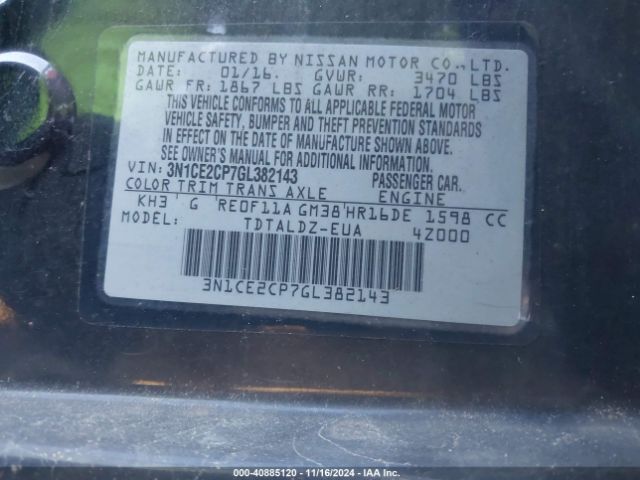 MANUFACTURED BY NISSAN MOTOR CO.,LTD.
DATE: 01/16. GVWR: 3470 LBS
GAWR FR: 1867 LBS GAWR RR: 1704 LBS
THIS VEHICLE CONFORMS TO ALL APPLICABLE FEDERAL MOTOR
VEHICLE SAFETY, BUMPER AND THEFT PREVENTION STANDARDS
IN EFFECT ON THE DATE OF MANUFACTURE SHOWN ABOVE.
SEE OWNER'S MANUAL FOR ADDITIONAL INFORMATION.
VIN: 3N1CE2CP7GL382143 PASSENGER CAR.
COLOR TRIM TRANS AXLE ENGINE
KH3 G RE0F11A GM38 HR16DE 1598 CC
MODEL: TDTALDZ-EUA 4Z000
3N1CE2CP7GL382143
000-40885120 - 11/16/2024 - IAA Inc.